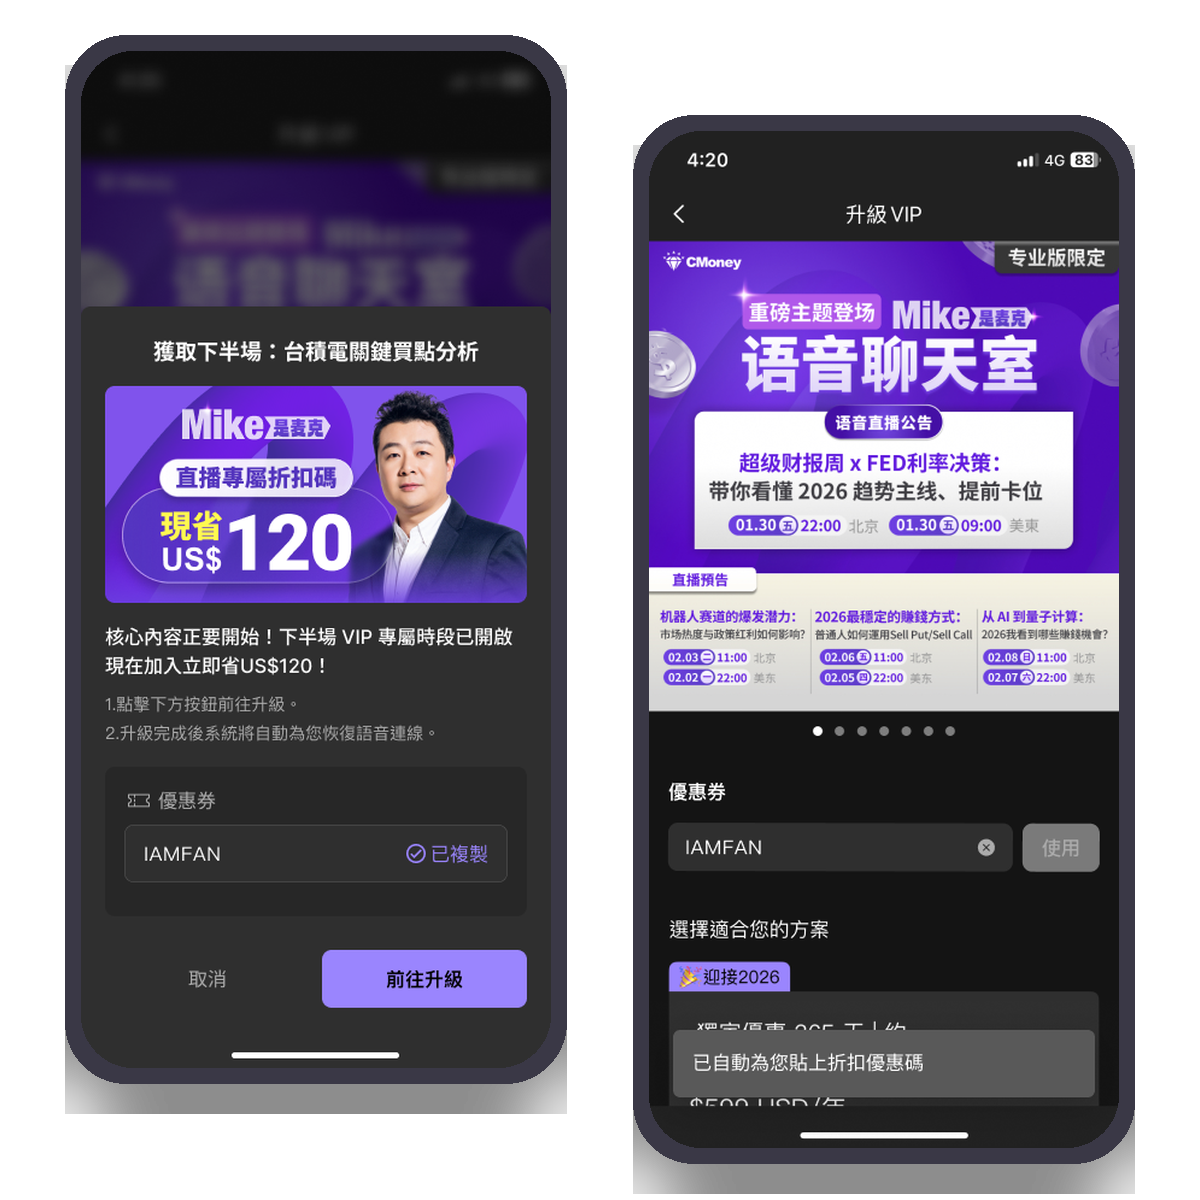 獲取下半場：台積電關鍵買點分析
Mike是麥克
直播專屬折扣碼
現省
US$120
核心內容正要開始！下半場 VIP 專屬時段已開啟
現在加入立即省US$120！
1.點擊下方按鈕前往升級。
2.升級完成後系統將自動為您恢復語音連線。
優惠券
IAMFAN 已複製
取消 前往升級
4:20 4G 83
升級 VIP
CMoney 专业版限定
重磅主题登场 Mike是麦克
语音聊天室
语音直播公告
超级财报周 x FED利率决策：
带你看懂 2026 趋势主线、提前卡位
01.30 五 22:00 北京 01.30 五 09:00 美東
直播預告
机器人赛道的爆发潜力：
市场热度与政策红利如何影响?
02.03 二 11:00 北京
02.02 一 22:00 美东
2026最穩定的賺錢方式：
普通人如何運用Sell Put/Sell Call
02.06 五 11:00 北京
02.05 四 22:00 美东
从 AI 到量子计算：
2026我看到哪些賺錢機會？
02.08 日 11:00 北京
02.07 六 22:00 美东
優惠券
IAMFAN 使用
選擇適合您的方案
迎接2026
已自動為您貼上折扣優惠碼